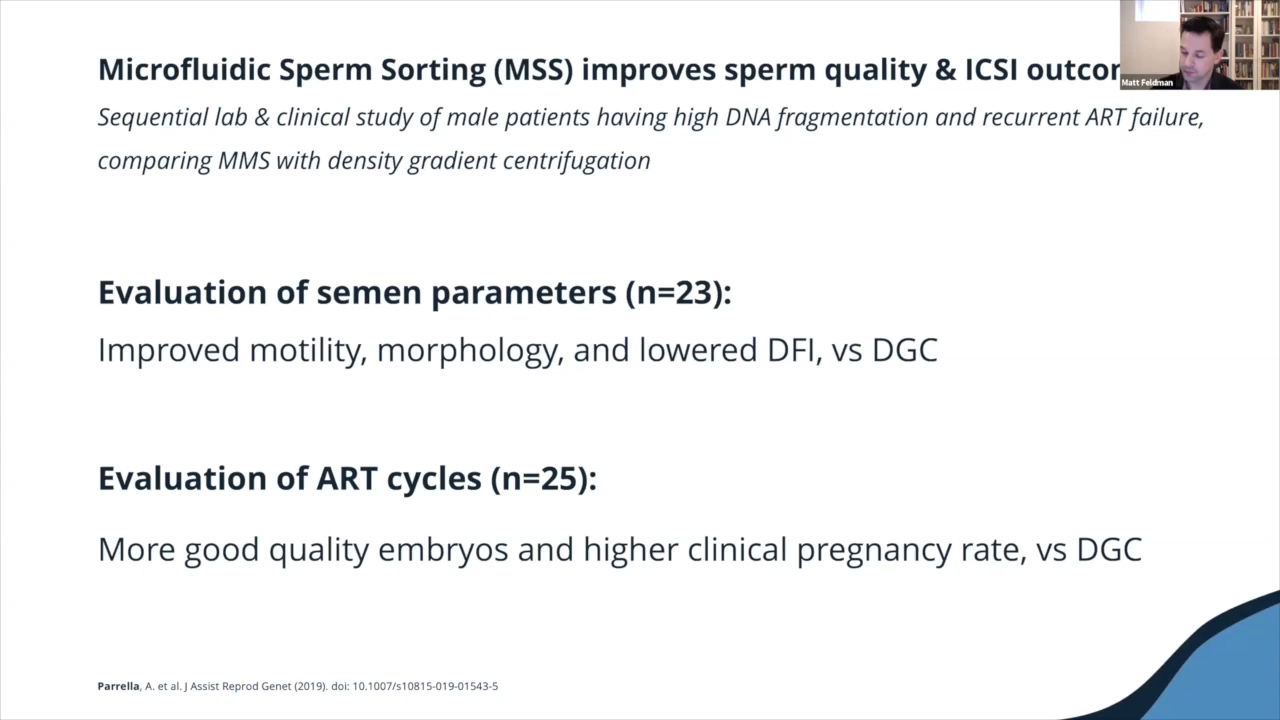 Microfluidic Sperm Sorting (MSS) improves sperm quality & ICSI
Sequential lab & clinical study of male patients having high DNA fragmentation and recurrent ART failure,
comparing MMS with density gradient centrifugation
Evaluation of semen parameters (n=23):
Improved motility, morphology, and lowered DFI, vs DGC
Evaluation of ART cycles (n=25):
More good quality embryos and higher clinical pregnancy rate, vs DGC
Parrella, A. et al. J Assist Reprod Genet (2019). doi: 10.1007/s10815-019-01543-5
Matt Feldman